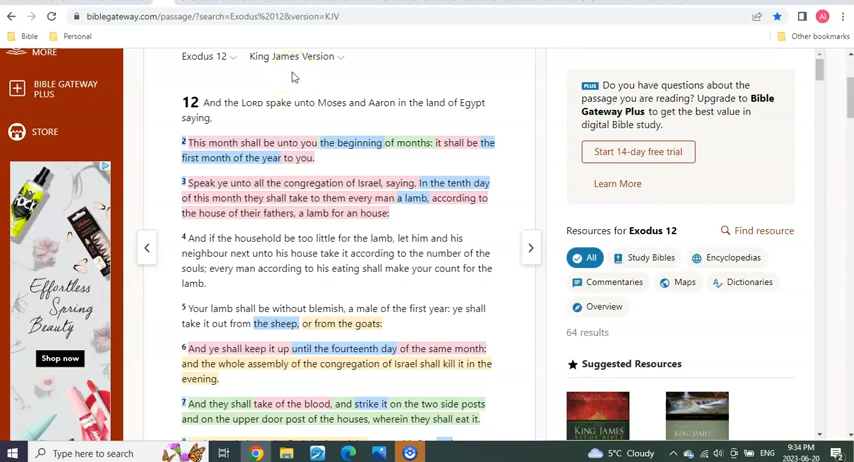 biblegateway.com/passage/?search=Exodus%2012&version=KJV
AI
Bible
Personal
Other bookmarks
MORE
BIBLE GATEWAY
PLUS
STORE
Effortless
Spring
Beauty
Shop now
Exodus 12
King James Version
12 And the LORD spake unto Moses and Aaron in the land of Egypt
saying,
2 This month shall be unto you the beginning of months: it shall be the
first month of the year to you.
3 Speak ye unto all the congregation of Israel, saying, In the tenth day
of this month they shall take to them every man a lamb, according to
the house of their fathers, a lamb for an house:
4 And if the household be too little for the lamb, let him and his
neighbour next unto his house take it according to the number of the
souls; every man according to his eating shall make your count for the
lamb.
5 Your lamb shall be without blemish, a male of the first year: ye shall
take it out from the sheep, or from the goats:
6 And ye shall keep it up until the fourteenth day of the same month:
and the whole assembly of the congregation of Israel shall kill it in the
evening.
7 And they shall take of the blood, and strike it on the two side posts
and on the upper door post of the houses, wherein they shall eat it.
PLUS Do you have questions about the
passage you are reading? Upgrade to Bible
Gateway Plus to get the best value in
digital Bible study.
Start 14-day free trial
Learn More
Resources for Exodus 12
Find resource
All
Study Bibles
Encyclopedias
Commentaries
Maps
Dictionaries
Overview
64 results
Suggested Resources
KING JAMES
KING JAMES
Type here to search
5°C Cloudy
ENG
9:34 PM
2023-06-20
2